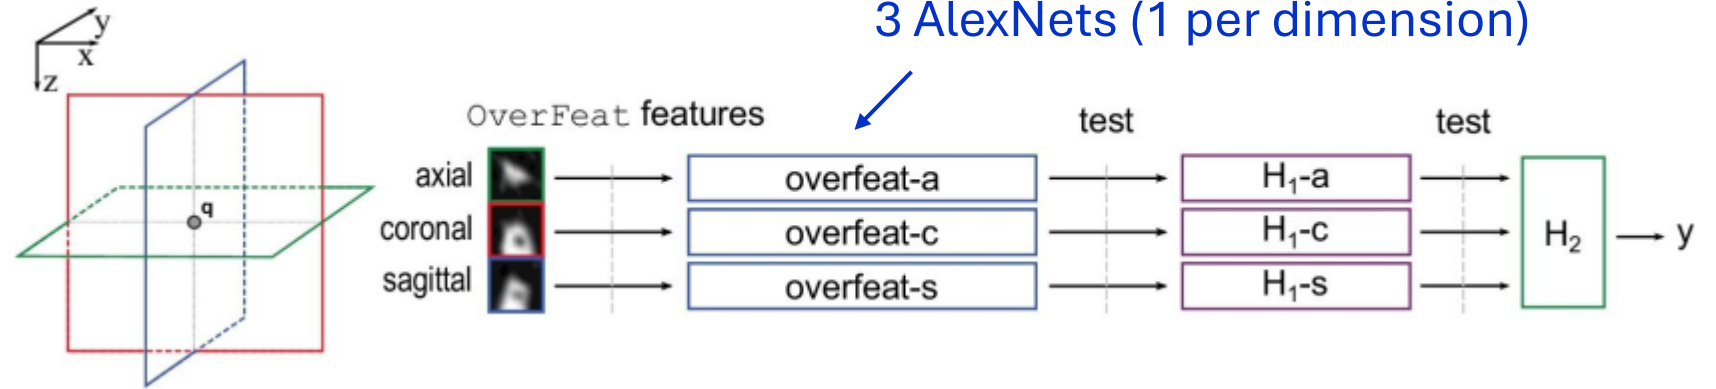 3 AlexNets (1 per dimension)
y
x
z
OverFeat features
test
test
axial
overfeat-a
H₁-a
q
coronal
overfeat-c
H₁-c
H₂
y
sagittal
overfeat-s
H₁-s